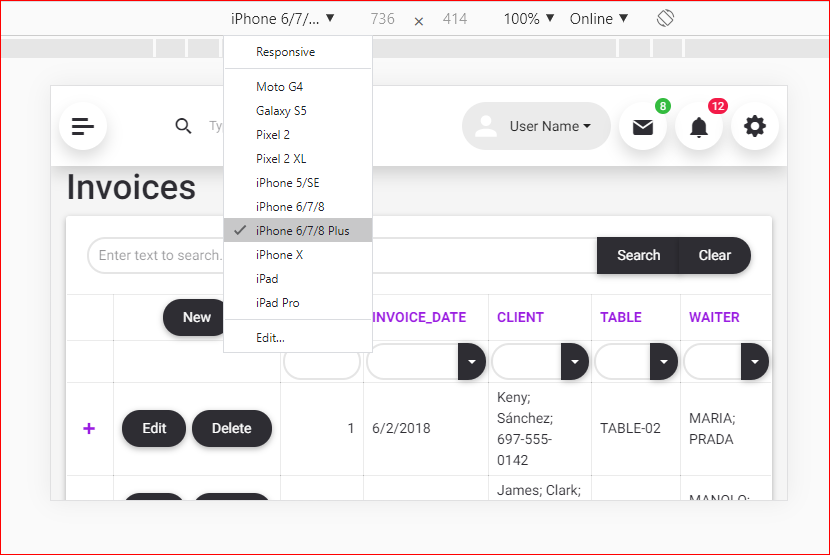 iPhone 6/7/... ▼ 736 × 414 100% ▼ Online ▼
Responsive
Moto G4
Galaxy S5
Pixel 2
Pixel 2 XL
iPhone 5/SE
iPhone 6/7/8
iPhone 6/7/8 Plus
iPhone X
iPad
iPad Pro
Edit...
Ty
User Name
8
12
Invoices
Enter text to search.
Search
Clear
New
INVOICE_DATE
CLIENT
TABLE
WAITER
+
Edit
Delete
1
6/2/2018
Keny;
Sánchez;
697-555-
0142
TABLE-02
MARIA;
PRADA
James; Clark;
MANOLO;